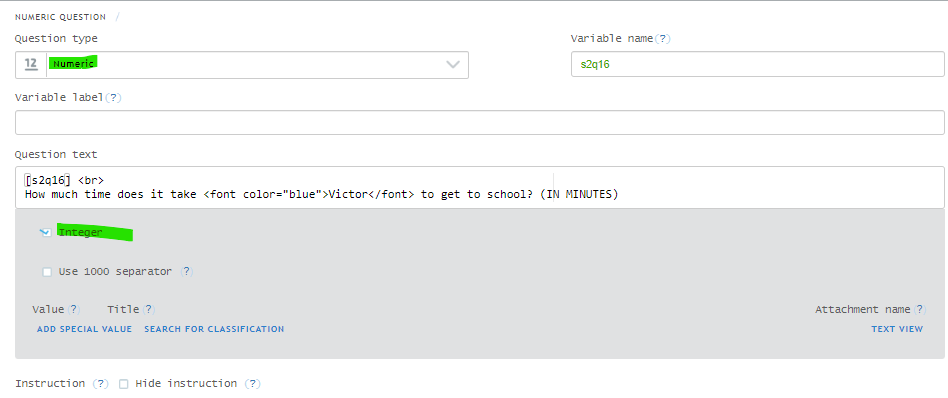 NUMERIC QUESTION /
Question type
Variable name (?)
12 Numeric
s2q16
Variable label (?)
Question text
[s2q16] <br>
How much time does it take <font color="blue">Victor</font> to get to school? (IN MINUTES)
Integer
Use 1000 separator (?)
Value ? Title ? Attachment name ?
ADD SPECIAL VALUE SEARCH FOR CLASSIFICATION TEXT VIEW
Instruction (?) Hide instruction (?)